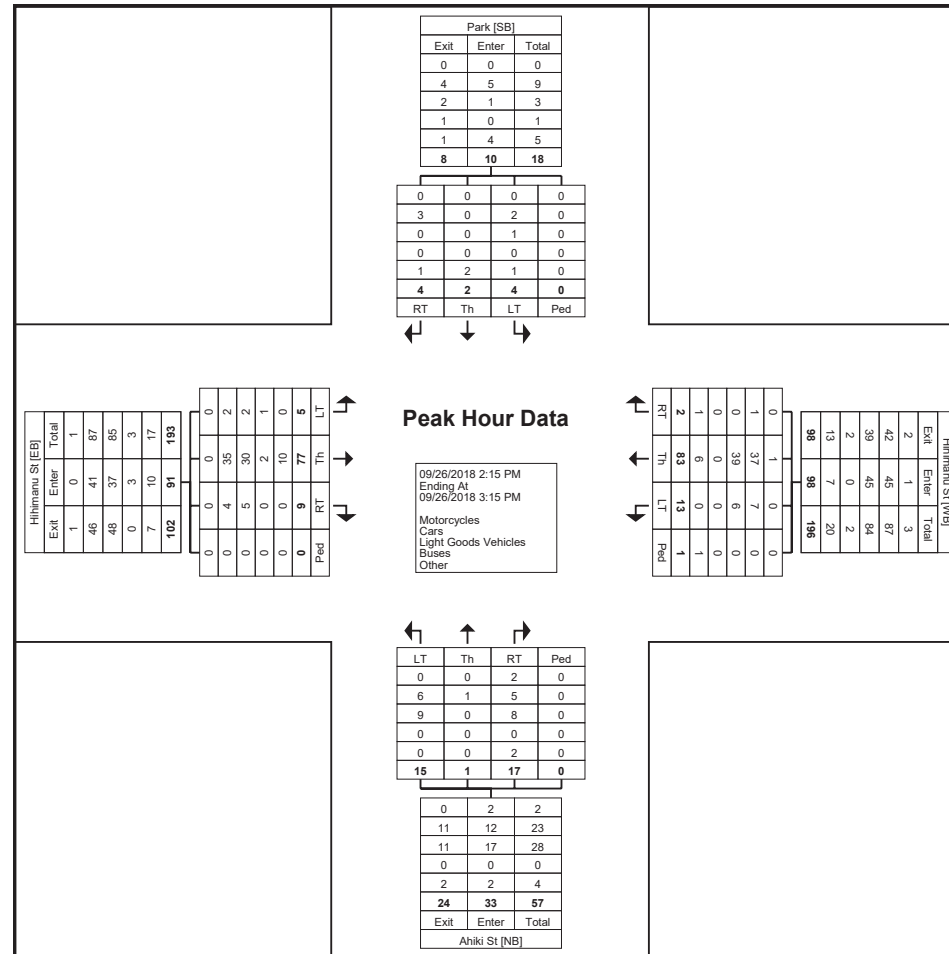 Park [SB]
Exit Enter Total
0 0 0
4 5 9
2 1 3
1 0 1
1 4 5
8 10 18
0 0 0 0
3 0 2 0
0 0 1 0
0 0 0 0
1 2 1 0
4 2 4 0
RT Th LT Ped
Hihimanu St [EB]
Exit Enter Total
1 0 1
46 41 87
48 37 85
0 3 3
7 10 17
102 91 193
0 0 0 0
0 4 35 2
0 5 30 2
0 0 2 1
0 0 10 0
0 9 77 5
Ped RT Th LT
Peak Hour Data
09/26/2018 2:15 PM
Ending At
09/26/2018 3:15 PM
Motorcycles
Cars
Light Goods Vehicles
Buses
Other
Hihimanu St [WB]
Exit Enter Total
2 1 3
42 45 87
39 45 84
2 0 2
13 7 20
98 98 196
0 1 0 0
1 37 7 0
0 39 6 0
0 0 0 0
1 6 0 1
2 83 13 1
RT Th LT Ped
LT Th RT Ped
0 0 2 0
6 1 5 0
9 0 8 0
0 0 0 0
0 0 2 0
15 1 17 0
0 2 2
11 12 23
11 17 28
0 0 0
2 2 4
24 33 57
Exit Enter Total
Ahiki St [NB]